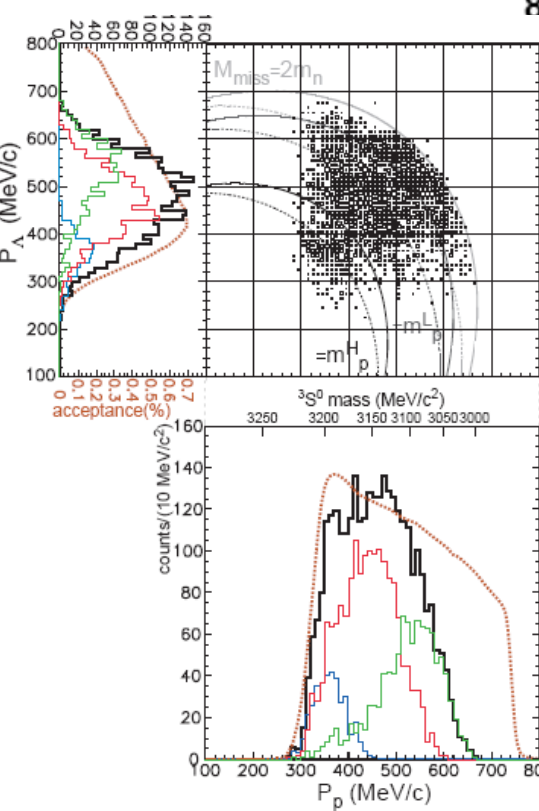 8
0 20 40 60 80 100 120 140 160
800
700
600
500
400
300
200
100
P_Λ (MeV/c)
M_miss=2m_n
=m^L_p
=m^H_p
0 0.1 0.2 0.3 0.4 0.5 0.6 0.7
acceptance(%)
³S⁰ mass (MeV/c²)
3250 3200 3150 3100 3050 3000
160
140
120
100
80
60
40
20
0
counts/(10 MeV/c²)
100 200 300 400 500 600 700 800
P_p (MeV/c)